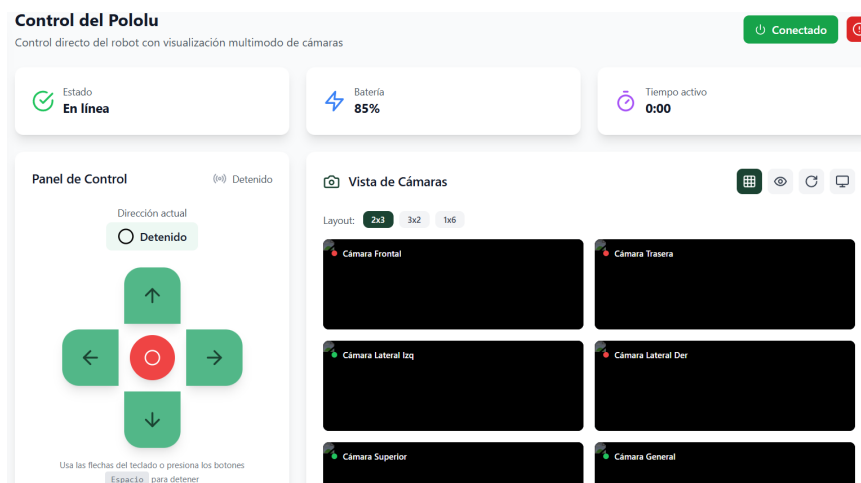 Control del Pololu
Control directo del robot con visualización multimodo de cámaras
Conectado
Estado
En línea
Batería
85%
Tiempo activo
0:00
Panel de Control
Detenido
Dirección actual
Detenido
Usa las flechas del teclado o presiona los botones
Espacio para detener
Vista de Cámaras
Layout: 2x3 3x2 1x6
Cámara Frontal
Cámara Trasera
Cámara Lateral Izq
Cámara Lateral Der
Cámara Superior
Cámara General